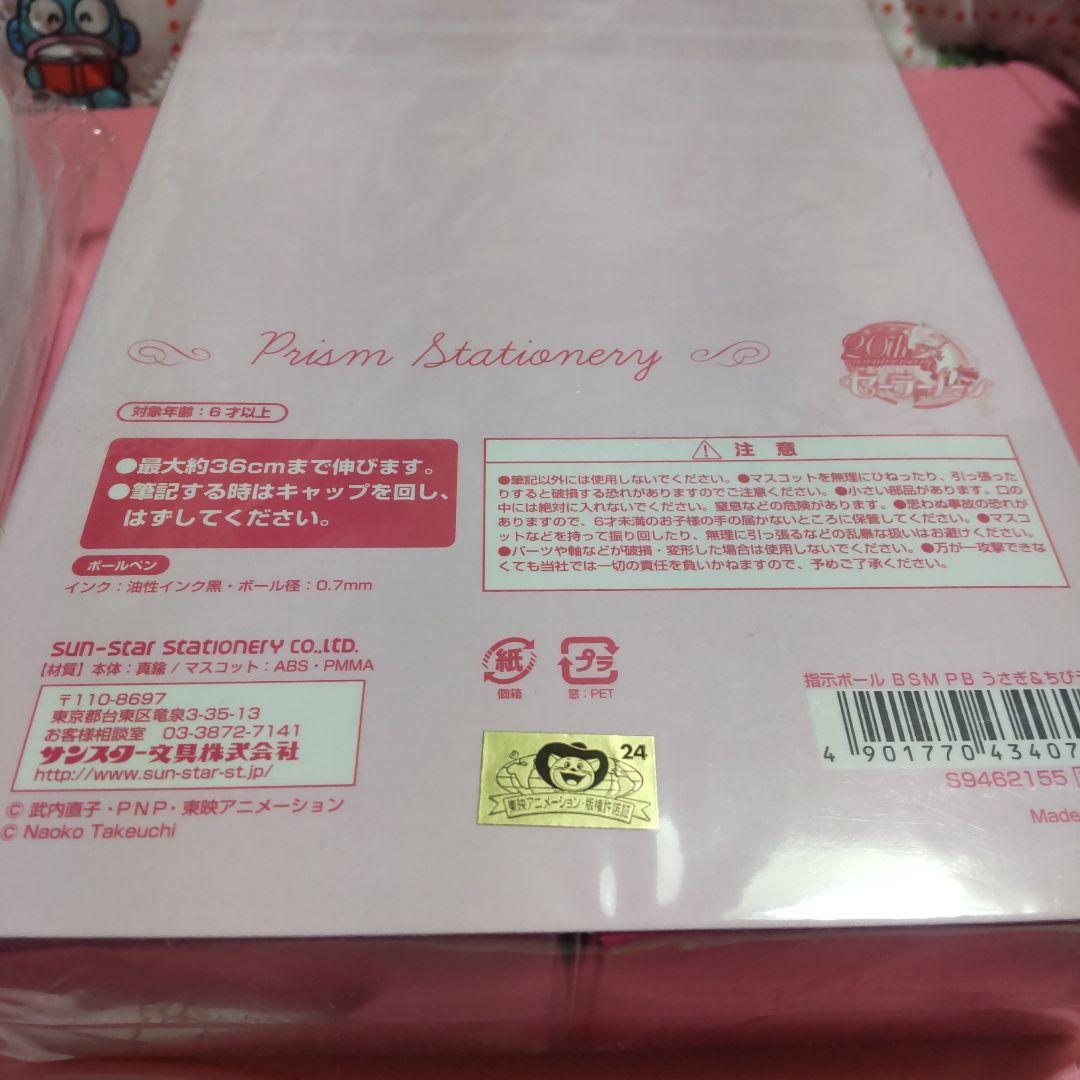 Prism Stationery
20th
anniversary
セーラームーン
対象年齢：6才以上
●最大約36cmまで伸びます。
●筆記する時はキャップを回し、
はずしてください。
⚠ 注意
●筆記以外には使用しないでください。●マスコットを無理にひねったり、引っ張った
りすると破損する恐れがありますのでご注意ください。●小さい部品があります。口の
中には絶対に入れないでください。窒息などの危険があります。●思わぬ事故の恐れが
ありますので、6才未満のお子様の手の届かないところに保管してください。●マスコ
ットなどを持って振り回したり、無理に引っ張るなどの乱暴な扱いはお避けください。
●パーツや軸などが破損・変形した場合は使用しないでください。●万が一攻撃できな
くても当社では一切の責任を負いかねますので、予めご了承ください。
ボールペン
インク：油性インク黒・ボール径：0.7mm
sun-star stationery co.,ltd.
【材質】本体：真鍮/マスコット：ABS・PMMA
〒110-8697
東京都台東区竜泉3-35-13
お客様相談室 03-3872-7141
サンスター文具株式会社
http://www.sun-star-st.jp/
© 武内直子・PNP・東映アニメーション
© Naoko Takeuchi
紙
個箱
プラ
窓：PET
24
東映アニメーション・版権許諾証
指示ボール BSM PB うさぎ&ちび
4 901770 43407
S9462155
Made